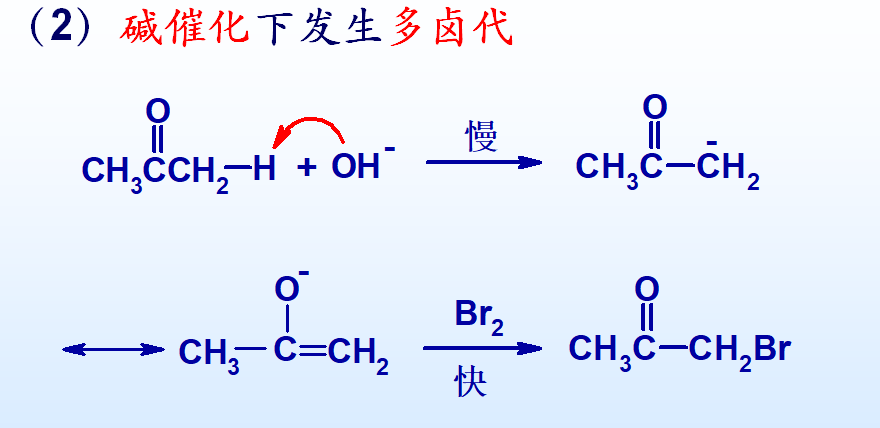 (2) 碱催化下发生多卤代
O
CH₃CCH₂—H + OH⁻
慢
O
CH₃C—CH₂
-
O⁻
CH₃—C=CH₂
Br₂
快
O
CH₃C—CH₂Br